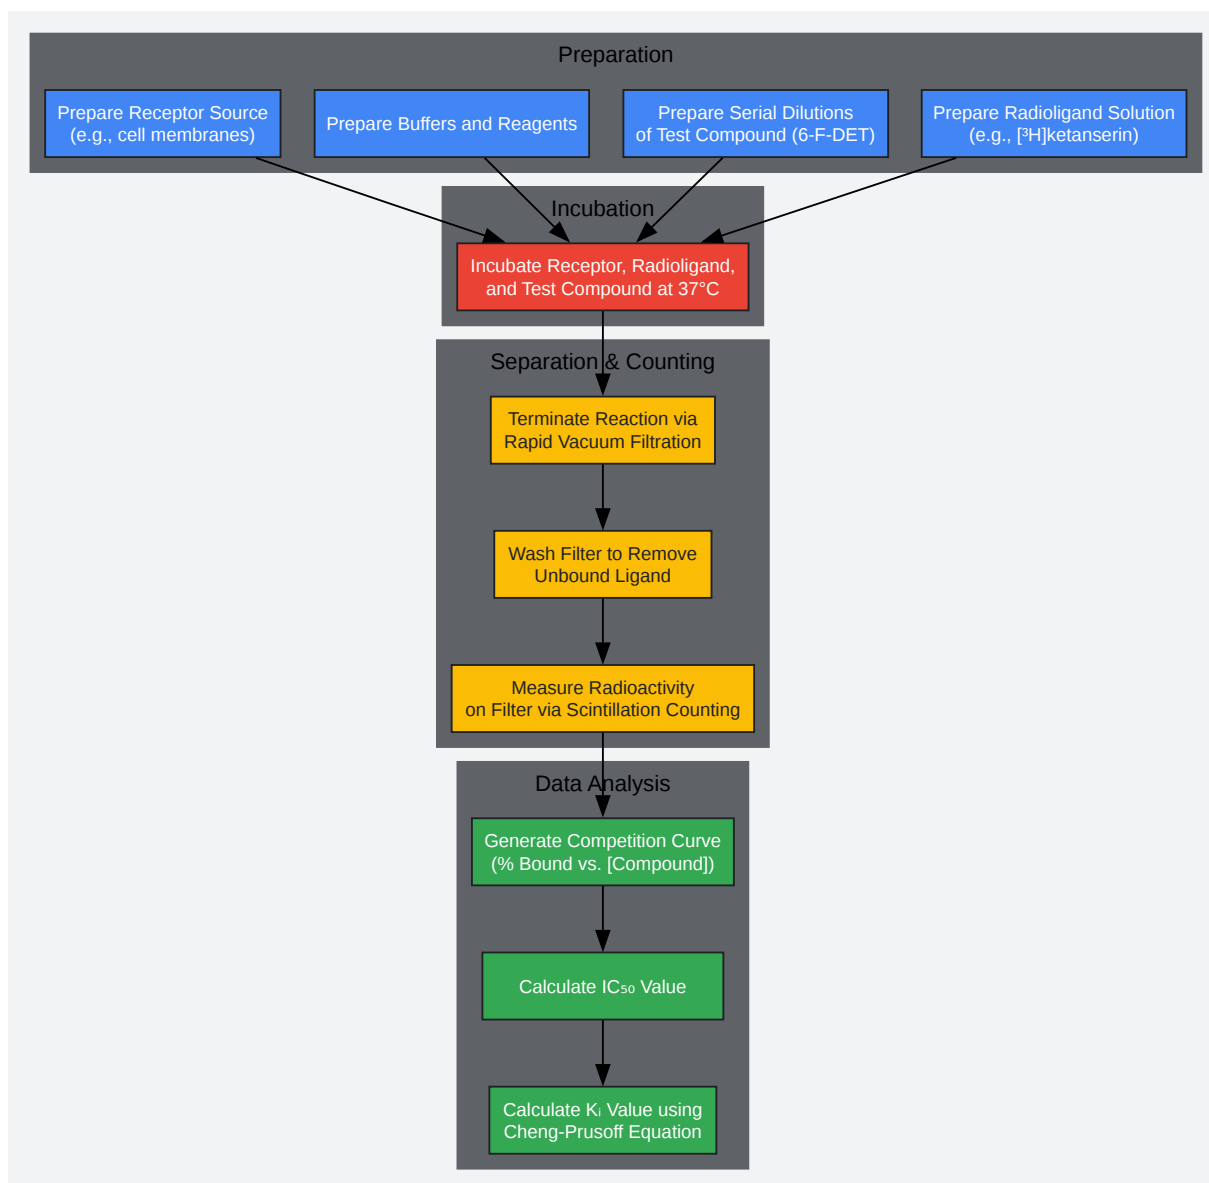 Preparation
Prepare Receptor Source
(e.g., cell membranes)
Prepare Buffers and Reagents
Prepare Serial Dilutions
of Test Compound (6-F-DET)
Prepare Radioligand Solution
(e.g., [³H]ketanserin)
Incubation
Incubate Receptor, Radioligand,
and Test Compound at 37°C
Separation & Counting
Terminate Reaction via
Rapid Vacuum Filtration
Wash Filter to Remove
Unbound Ligand
Measure Radioactivity
on Filter via Scintillation Counting
Data Analysis
Generate Competition Curve
(% Bound vs. [Compound])
Calculate IC₅₀ Value
Calculate Kᵢ Value using
Cheng-Prusoff Equation